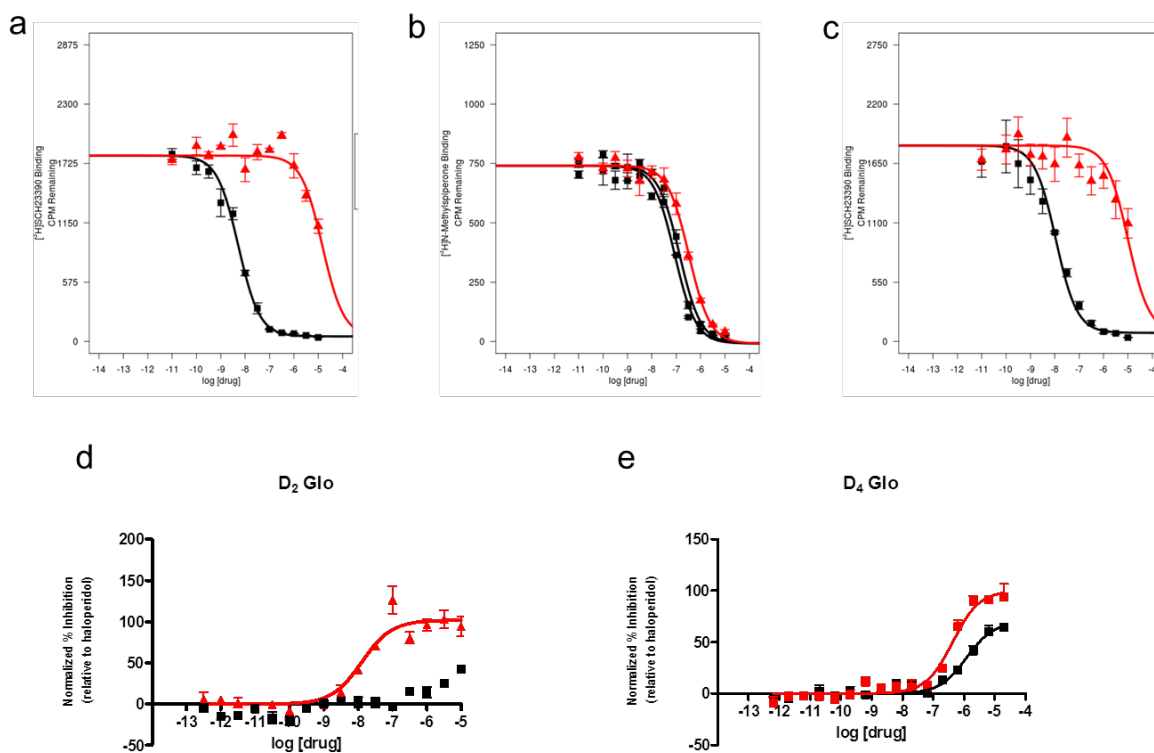 a
2875
2300
1725
1150
575
0
[³H]SCH23390 Binding
CPM Remaining
-14 -13 -12 -11 -10 -9 -8 -7 -6 -5 -4
log [drug]
b
1250
1000
750
500
250
0
[³H]N-Methylspiperone Binding
CPM Remaining
-14 -13 -12 -11 -10 -9 -8 -7 -6 -5 -4
log [drug]
c
2750
2200
1650
1100
550
0
[³H]SCH23390 Binding
CPM Remaining
-14 -13 -12 -11 -10 -9 -8 -7 -6 -5 -4
log [drug]
d
D₂ Glo
200
150
100
50
0
-50
Normalized % Inhibition
(relative to haloperidol)
-13 -12 -11 -10 -9 -8 -7 -6 -5
log [drug]
e
D₄ Glo
150
100
50
0
-50
Normalized % Inhibition
(relative to haloperidol)
-13 -12 -11 -10 -9 -8 -7 -6 -5 -4
log [drug]